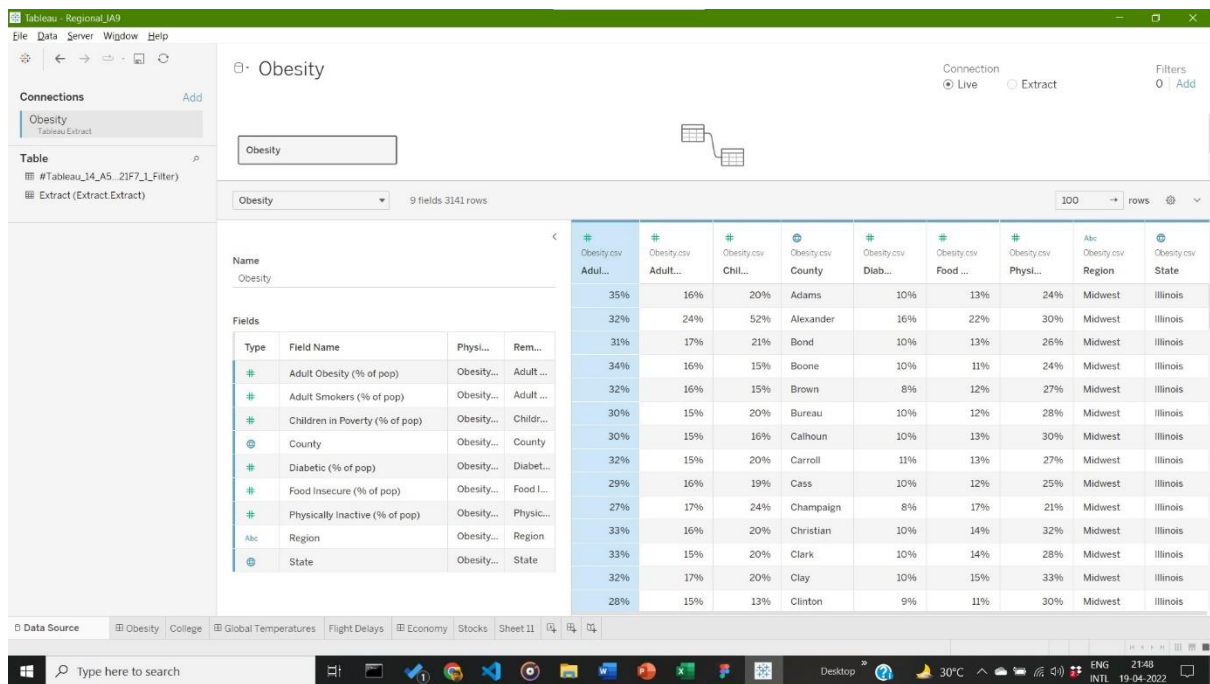 Tableau - Regional_IA9
File Data Server Window Help
Obesity
Connection
Live
Extract
Filters
0 Add
Connections Add
Obesity
Tableau Extract
Table
#Tableau_14_A5...21F7_1_Filter)
Extract (Extract.Extract)
Obesity
Obesity 9 fields 3141 rows 100 → rows
Name
Obesity
Fields
Type Field Name Physi... Rem...
# Adult Obesity (% of pop) Obesity... Adult ...
# Adult Smokers (% of pop) Obesity... Adult ...
# Children in Poverty (% of pop) Obesity... Childr...
County Obesity... County
# Diabetic (% of pop) Obesity... Diabet...
# Food Insecure (% of pop) Obesity... Food I...
# Physically Inactive (% of pop) Obesity... Physic...
Abc Region Obesity... Region
State Obesity... State
# # # # # # Abc
Obesity.csv Obesity.csv Obesity.csv Obesity.csv Obesity.csv Obesity.csv Obesity.csv Obesity.csv Obesity.csv
Adul... Adult... Chil... County Diab... Food ... Physi... Region State
35% 16% 20% Adams 10% 13% 24% Midwest Illinois
32% 24% 52% Alexander 16% 22% 30% Midwest Illinois
31% 17% 21% Bond 10% 13% 26% Midwest Illinois
34% 16% 15% Boone 10% 11% 24% Midwest Illinois
32% 16% 15% Brown 8% 12% 27% Midwest Illinois
30% 15% 20% Bureau 10% 12% 28% Midwest Illinois
30% 15% 16% Calhoun 10% 13% 30% Midwest Illinois
32% 15% 20% Carroll 11% 13% 27% Midwest Illinois
29% 16% 19% Cass 10% 12% 25% Midwest Illinois
27% 17% 24% Champaign 8% 17% 21% Midwest Illinois
33% 16% 20% Christian 10% 14% 32% Midwest Illinois
33% 15% 20% Clark 10% 14% 28% Midwest Illinois
32% 17% 20% Clay 10% 15% 33% Midwest Illinois
28% 15% 13% Clinton 9% 11% 30% Midwest Illinois
Data Source Obesity College Global Temperatures Flight Delays Economy Stocks Sheet 11
Type here to search
Desktop
30°C
ENG
INTL
21:48
19-04-2022